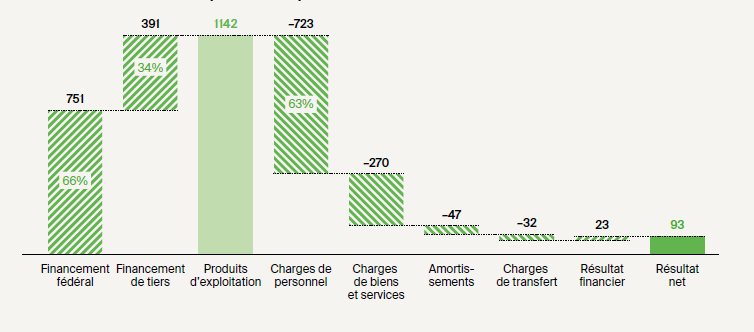 391
1142
–723
34%
751
63%
–270
66%
–47
–32
23
93
Financement
fédéral
Financement
de tiers
Produits
d'exploitation
Charges de
personnel
Charges
de biens
et services
Amortis-
sements
Charges
de transfert
Résultat
financier
Résultat
net